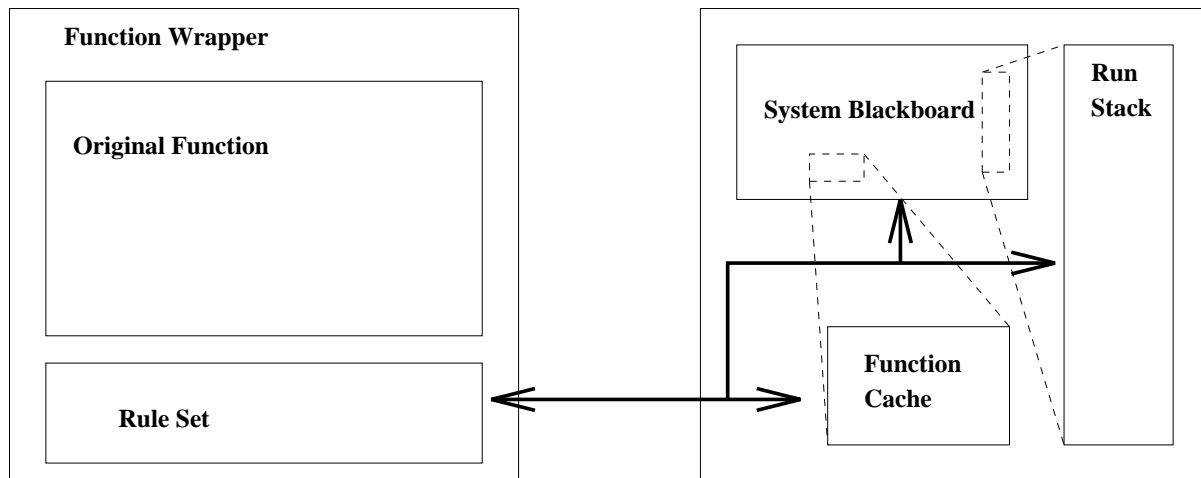 Function Wrapper
Original Function
Rule Set
System Blackboard
Run
Stack
Function
Cache